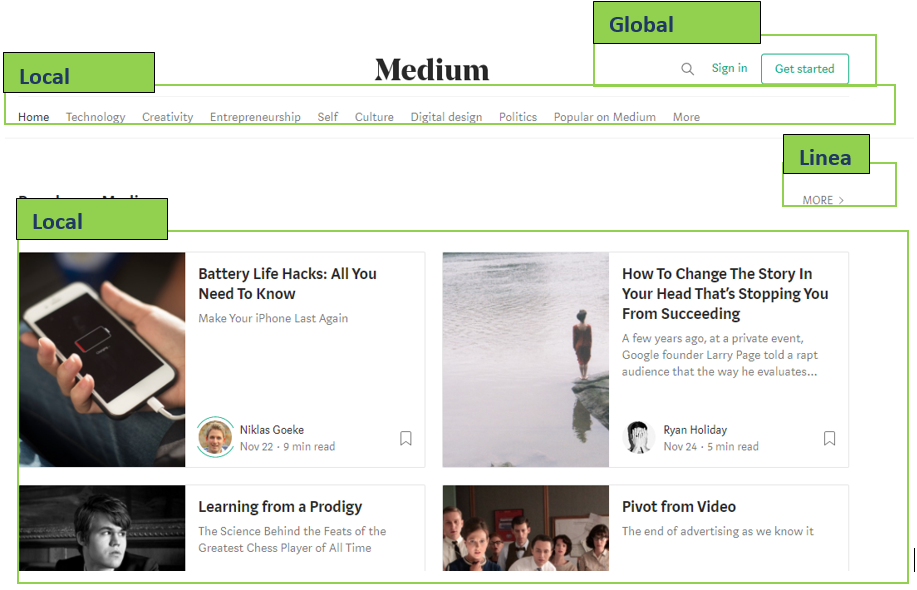 Global
Local
Medium
Sign in
Get started
Home Technology Creativity Entrepreneurship Self Culture Digital design Politics Popular on Medium More
Linea
MORE >
Local
Battery Life Hacks: All You
Need To Know
Make Your iPhone Last Again
Niklas Goeke
Nov 22 · 9 min read
How To Change The Story In
Your Head That's Stopping You
From Succeeding
A few years ago, at a private event,
Google founder Larry Page told a rapt
audience that the way he evaluates...
Ryan Holiday
Nov 24 · 5 min read
Learning from a Prodigy
The Science Behind the Feats of the
Greatest Chess Player of All Time
Pivot from Video
The end of advertising as we know it